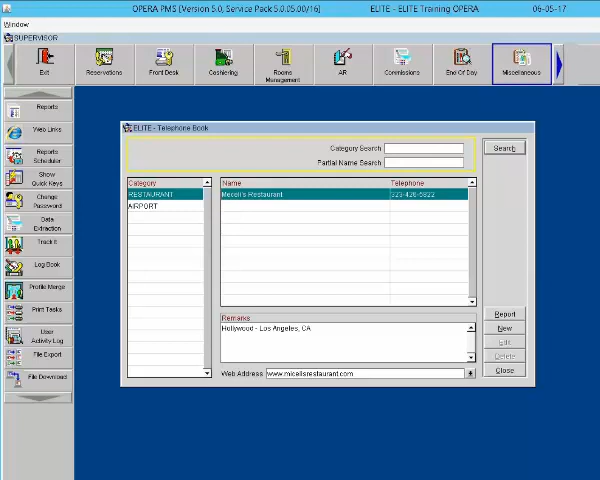 OPERA PMS [Version 5.0, Service Pack 5.0.05.00/16] ELITE - ELITE Training OPERA 06-05-17
Window
SUPERVISOR
Exit Reservations Front Desk Cashiering Rooms Management AR Commissions End Of Day Miscellaneous
Reports
Web Links
Reports Scheduler
Show Quick Keys
Change Password
Data Extraction
Track It
Log Book
Profile Merge
Print Tasks
User Activity Log
File Export
File Download
ELITE - Telephone Book
Category Search
Partial Name Search
Search
Category Name Telephone
RESTAURANT Miceli's Restaurant 323-426-5822
AIRPORT
Remarks
Hollywood - Los Angeles, CA
Web Address www.micelisrestaurant.com
Report
New
Edit
Delete
Close